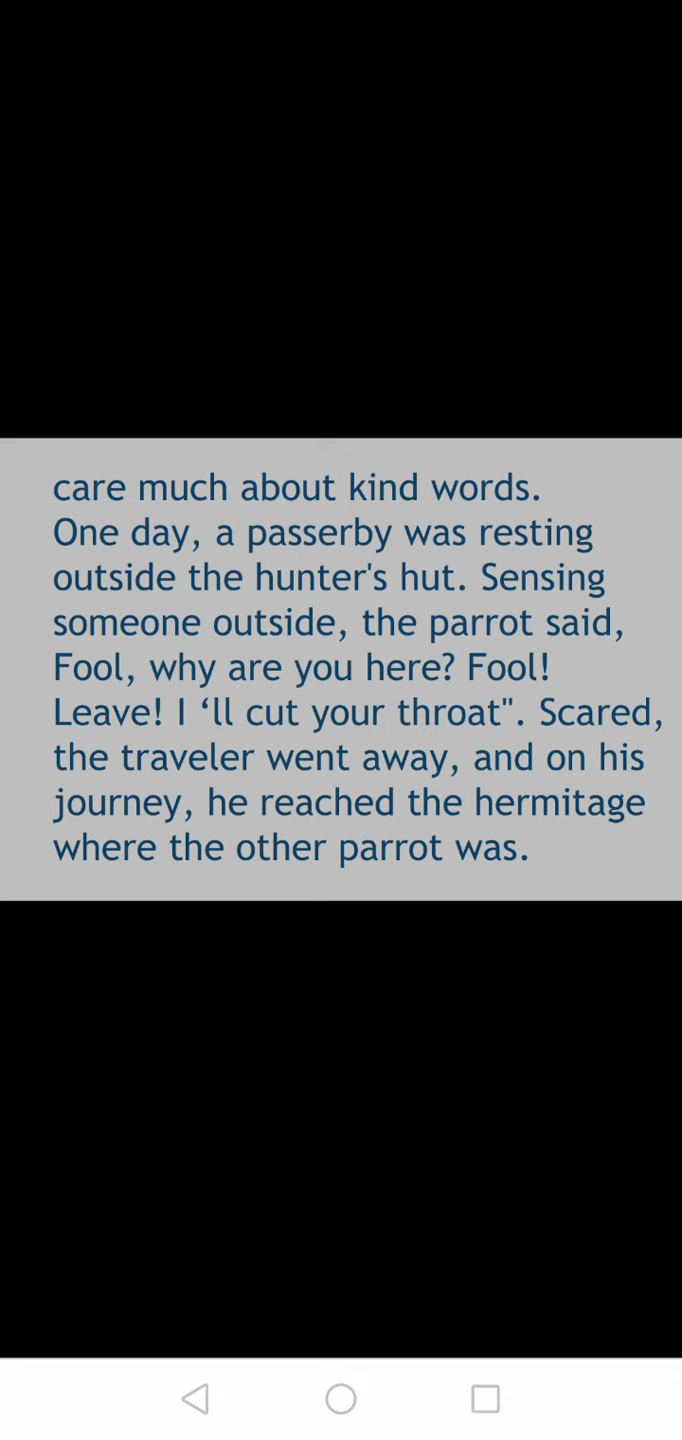 care much about kind words.
One day, a passerby was resting
outside the hunter's hut. Sensing
someone outside, the parrot said,
Fool, why are you here? Fool!
Leave! I ‘ll cut your throat". Scared,
the traveler went away, and on his
journey, he reached the hermitage
where the other parrot was.